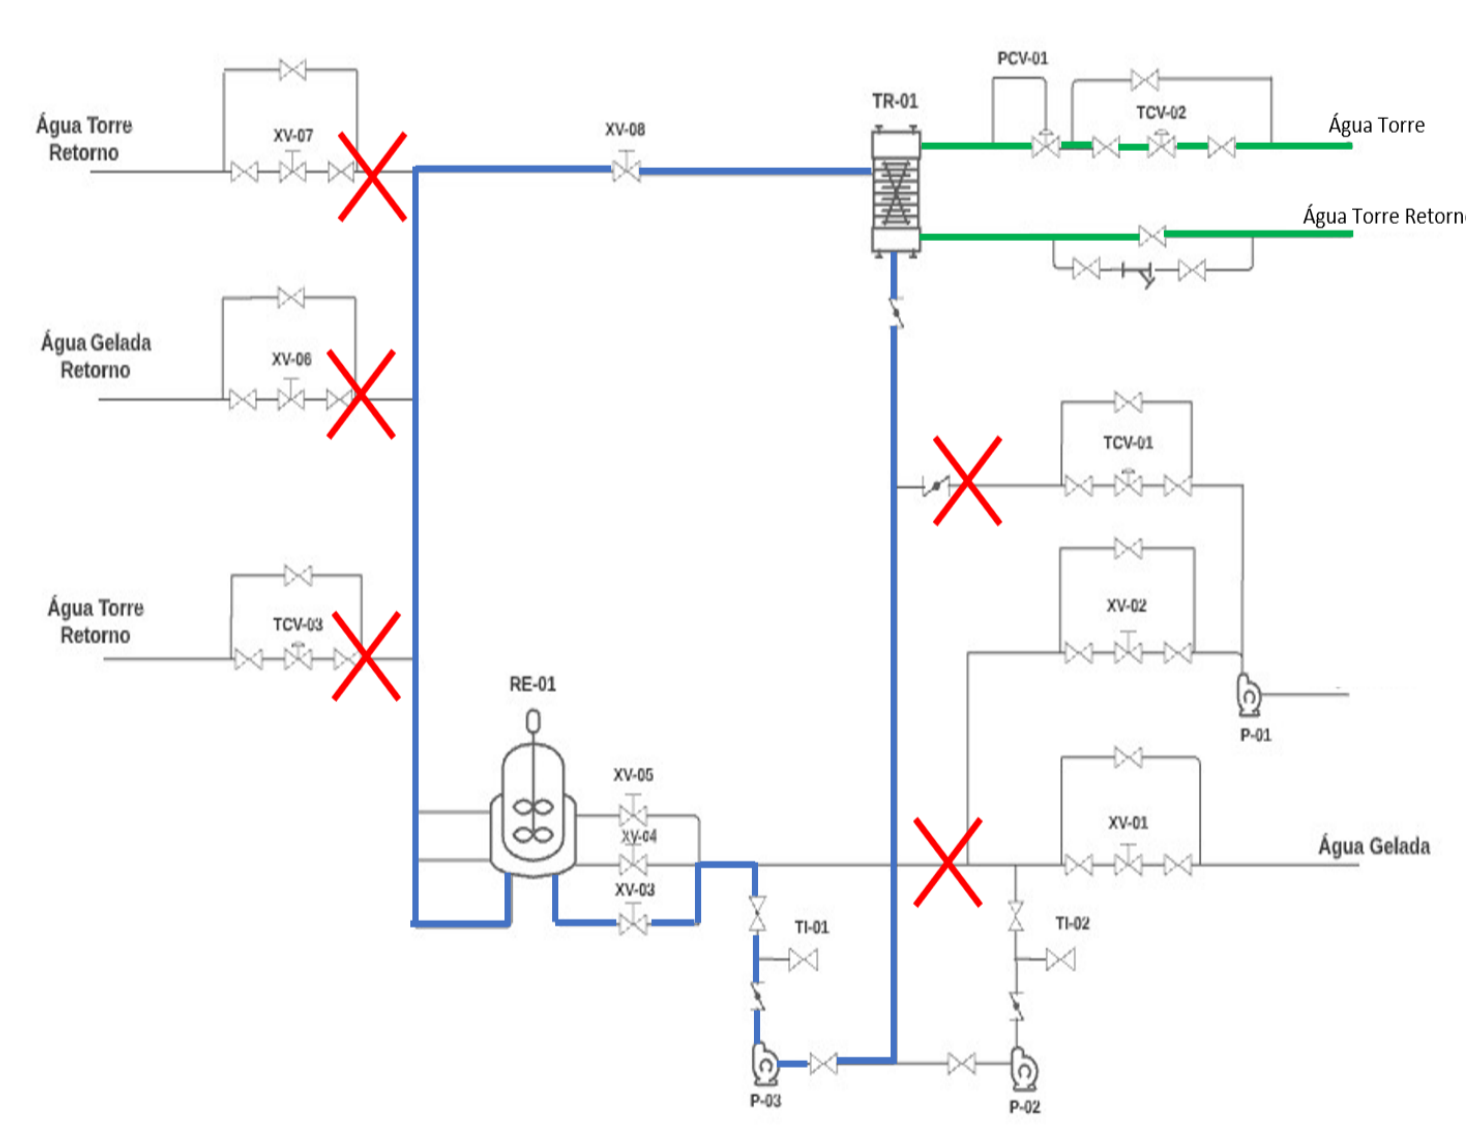 PCV-01
TR-01
TCV-02
Água Torre
Água Torre
Retorno
XV-07
XV-08
Água Torre Retorn
Água Gelada
Retorno
XV-06
TCV-01
Água Torre
Retorno
TCV-03
XV-02
RE-01
P-01
XV-05
XV-04
XV-01
Água Gelada
XV-03
TI-01
TI-02
P-03
P-02